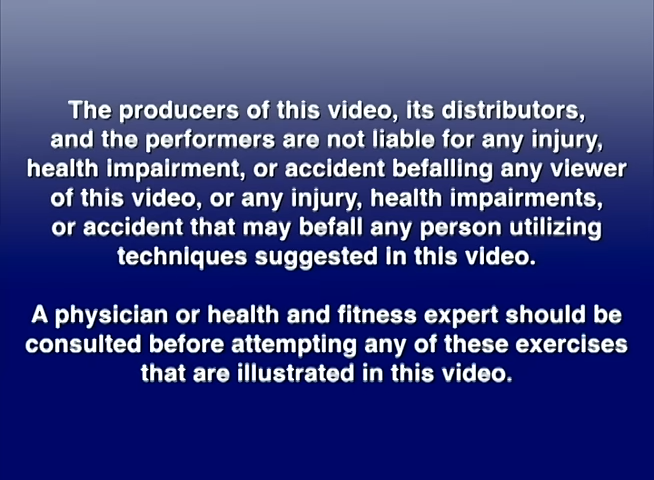 The producers of this video, its distributors,
and the performers are not liable for any injury,
health impairment, or accident befalling any viewer
of this video, or any injury, health impairments,
or accident that may befall any person utilizing
techniques suggested in this video.
A physician or health and fitness expert should be
consulted before attempting any of these exercises
that are illustrated in this video.